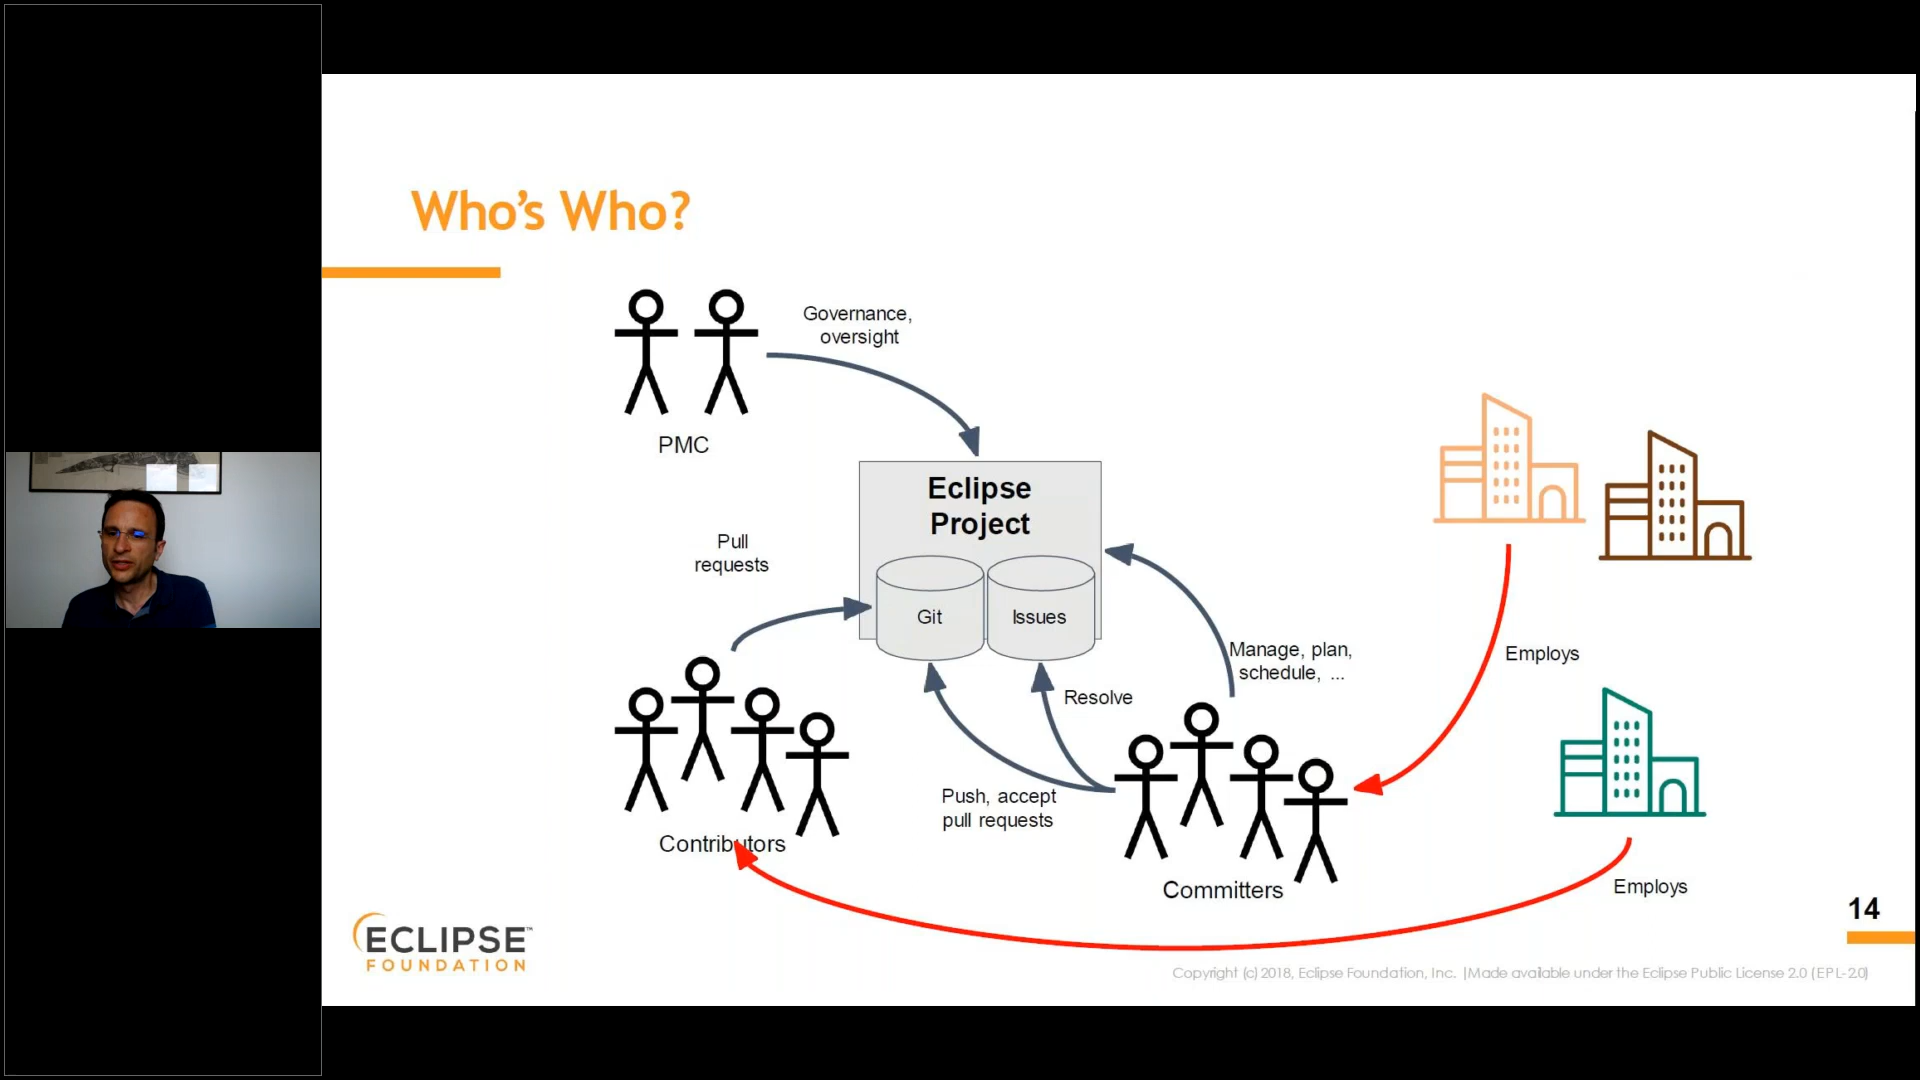 Who's Who?
Governance,
oversight
PMC
Eclipse
Project
Pull
requests
Git
Issues
Manage, plan,
schedule, ...
Employs
Resolve
Push, accept
pull requests
Contributors
Committers
Employs
14
ECLIPSE™
FOUNDATION
Copyright (c) 2018, Eclipse Foundation, Inc. | Made available under the Eclipse Public License 2.0 (EPL-2.0)